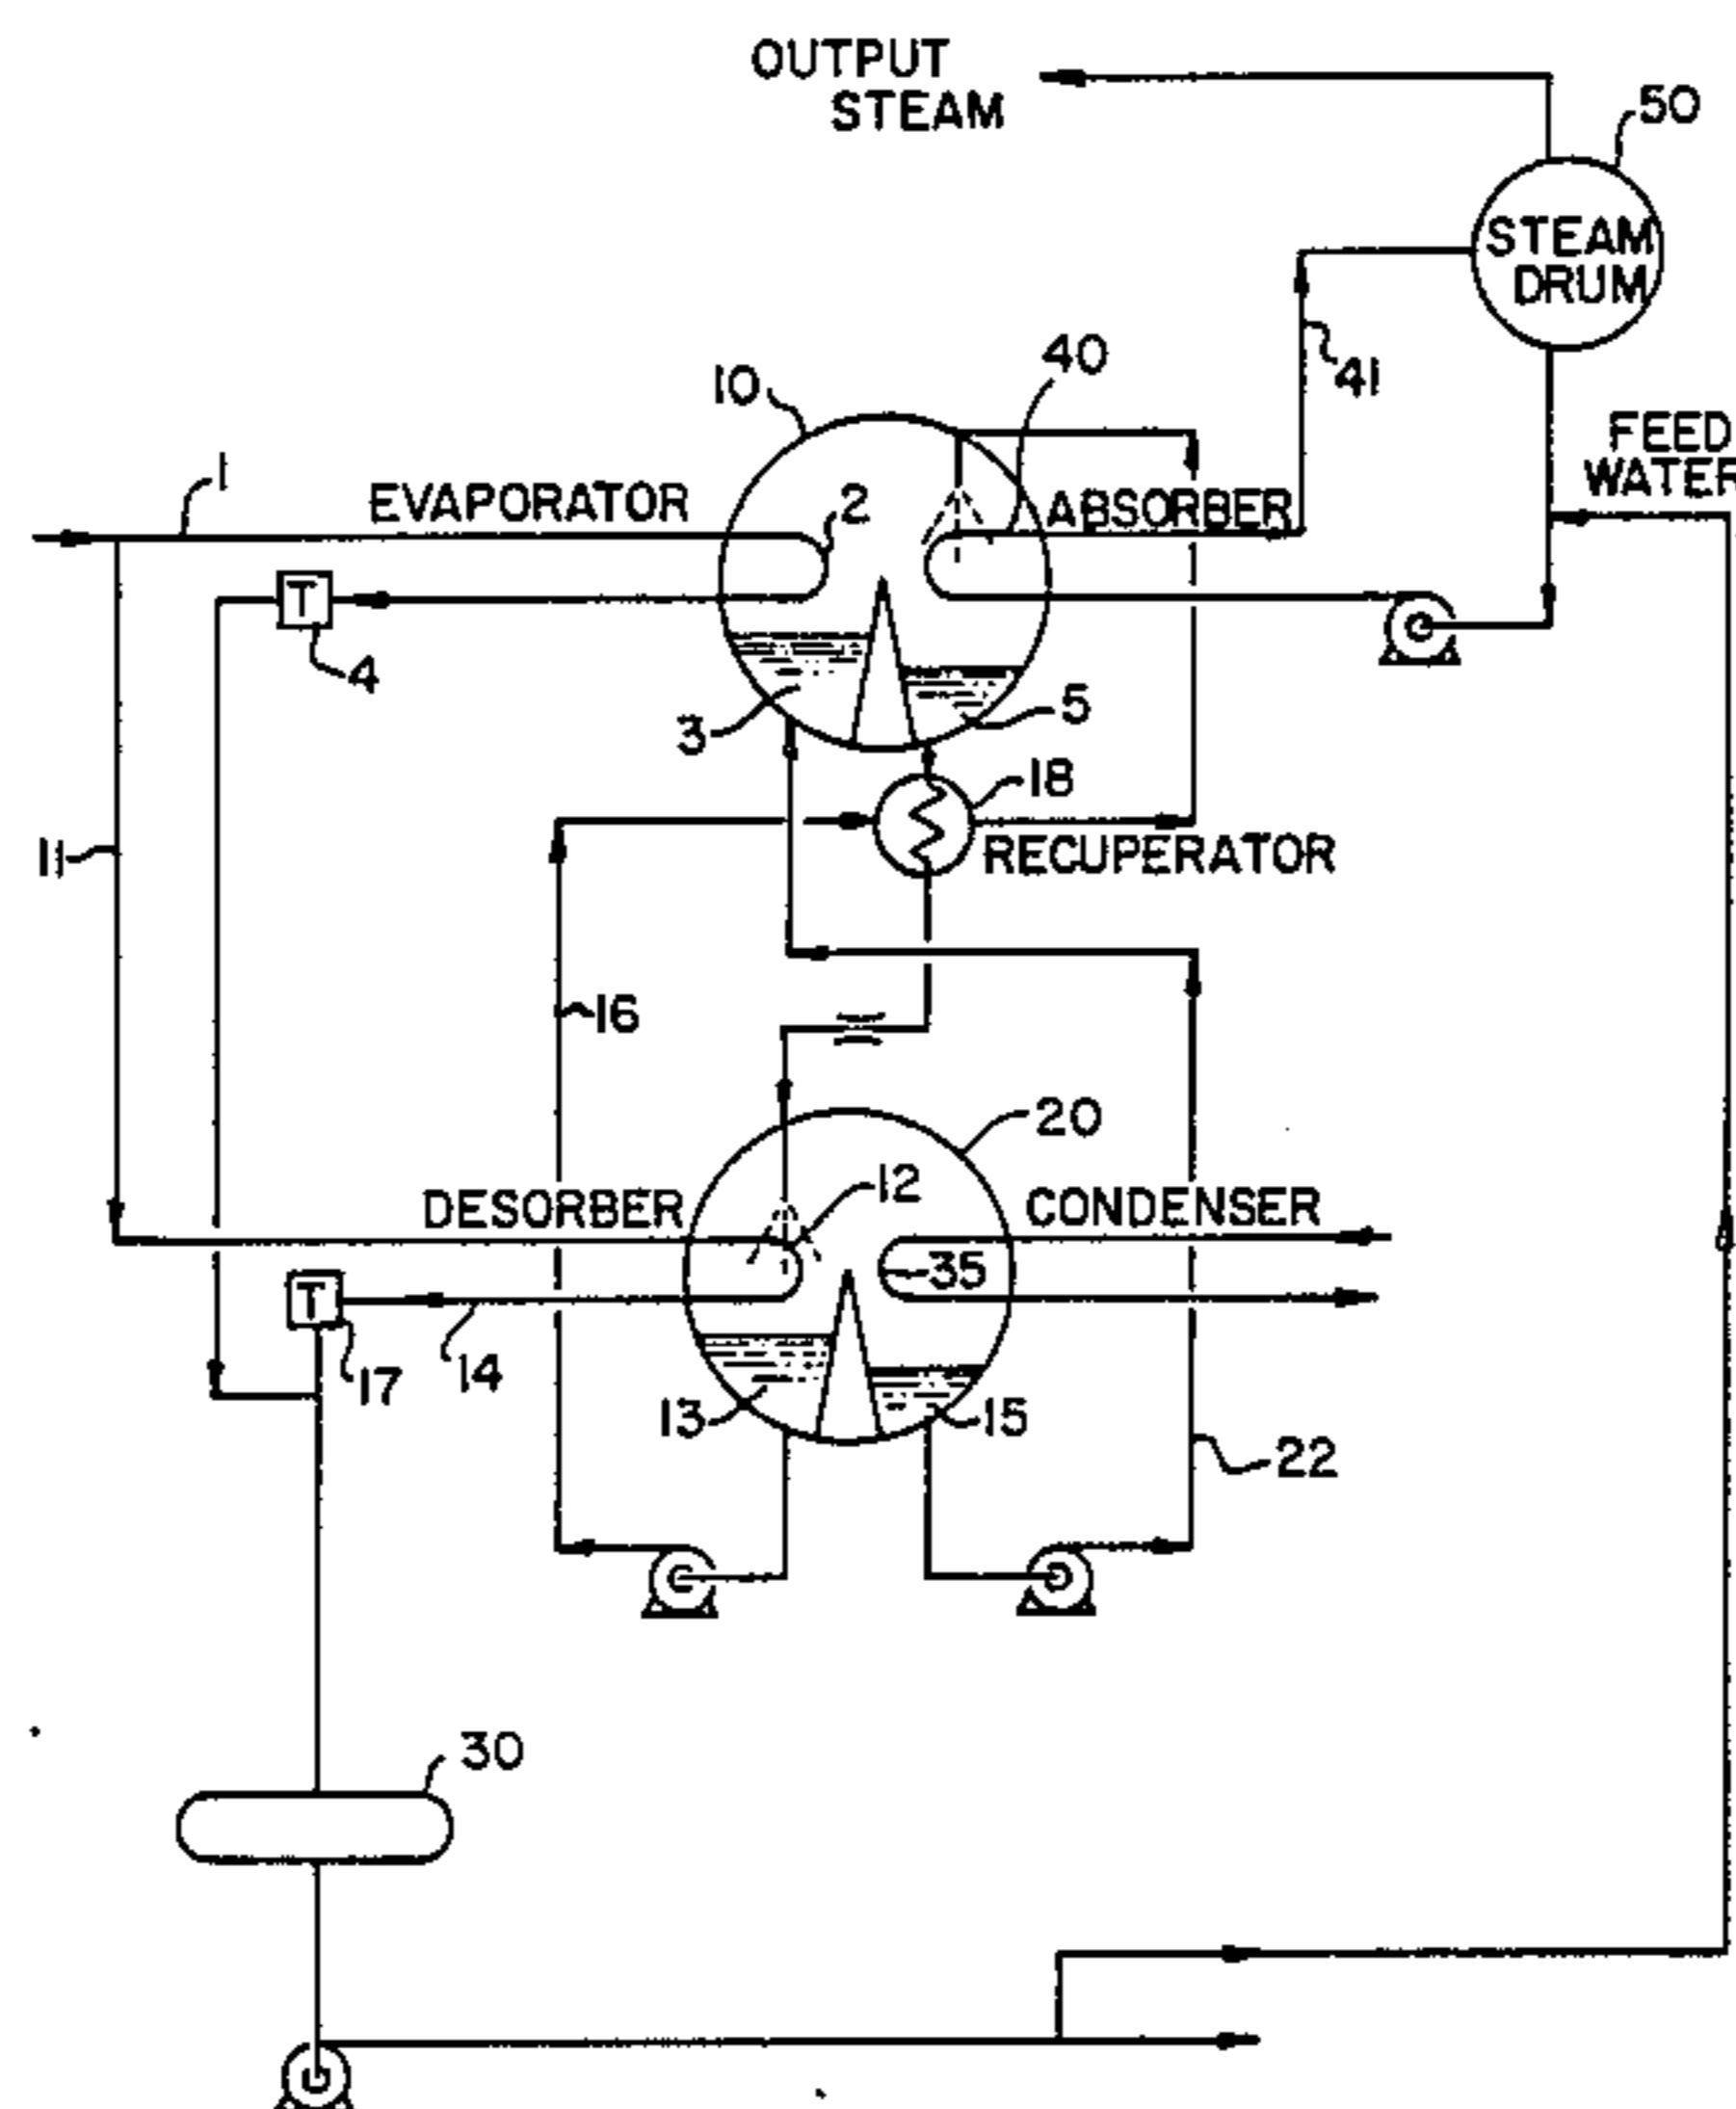 OUTPUT
STEAM
50
STEAM
DRUM
40
41
10
FEED
WATER
1
EVAPORATOR
2
ABSORBER
T
4
3
5
18
RECUPERATOR
11
16
20
DESORBER
12
CONDENSER
35
T
17
14
13
15
22
30